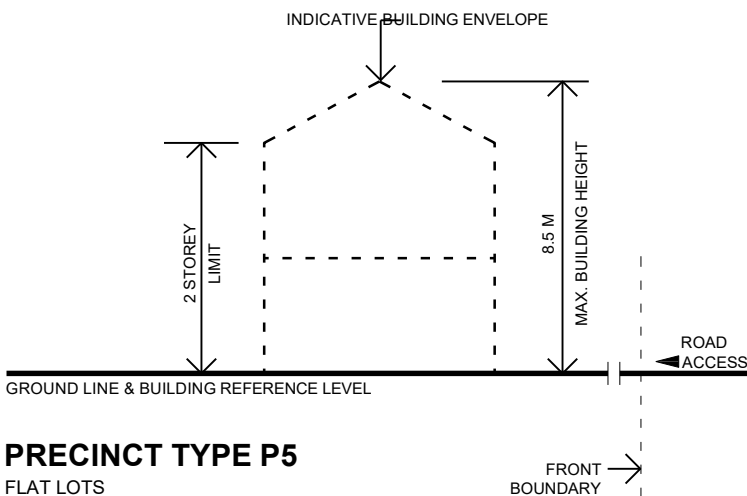 INDICATIVE BUILDING ENVELOPE
2 STOREY
LIMIT
8.5 M
MAX. BUILDING HEIGHT
ROAD
ACCESS
GROUND LINE & BUILDING REFERENCE LEVEL
PRECINCT TYPE P5
FLAT LOTS
FRONT
BOUNDARY